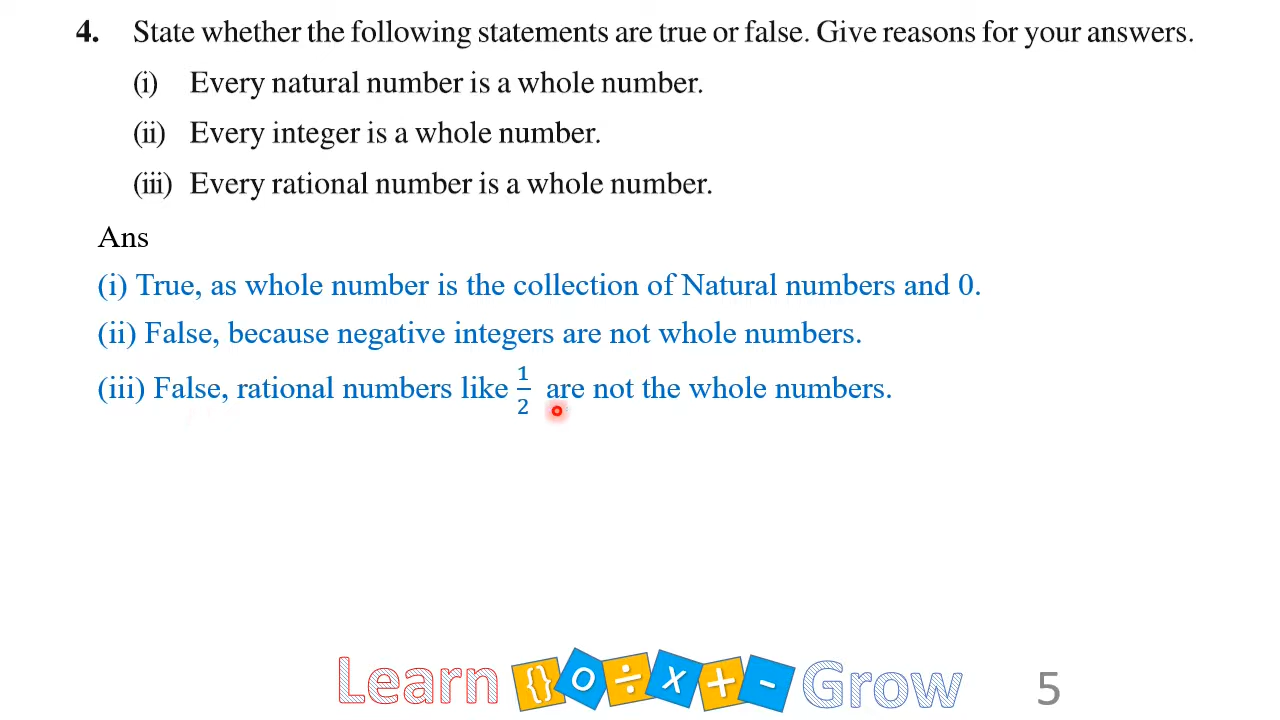 4. State whether the following statements are true or false. Give reasons for your answers.
(i) Every natural number is a whole number.
(ii) Every integer is a whole number.
(iii) Every rational number is a whole number.
Ans
(i) True, as whole number is the collection of Natural numbers and 0.
(ii) False, because negative integers are not whole numbers.
(iii) False, rational numbers like 1/2 are not the whole numbers.
Learn {} o ÷ x + - Grow 5